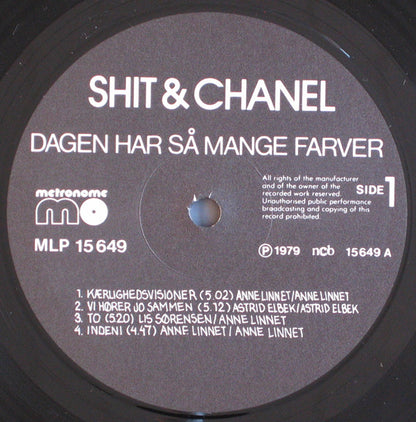 SHIT & CHANEL
DAGEN HAR SÅ MANGE FARVER
metronome
MLP 15 649
All rights of the manufacturer
and of the owner of the
recorded work reserved.
Unauthorised public performance
broadcasting and copying of this
record prohibited.
SIDE 1
Ⓟ 1979 ncb 15 649 A
1. KÆRLIGHEDSVISIONER (5.02) ANNE LINNET/ANNE LINNET
2. VI HØRER JO SAMMEN (5.12) ASTRID ELBEK/ASTRID ELBEK
3. TO (5.20) LIS SØRENSEN/ANNE LINNET
4. INDENI (4.47) ANNE LINNET / ANNE LINNET